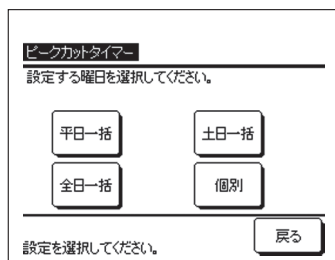 ピークカットタイマー
設定する曜日を選択してください。
平日一括
土日一括
全日一括
個別
戻る
設定を選択してください。